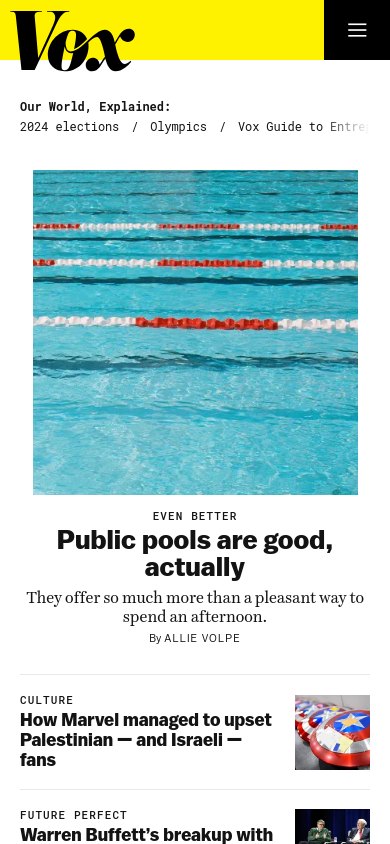 Vox
Our World, Explained:
2024 elections / Olympics / Vox Guide to
EVEN BETTER
Public pools are good,
actually
They offer so much more than a pleasant way to
spend an afternoon.
By ALLIE VOLPE
CULTURE
How Marvel managed to upset
Palestinian — and Israeli —
fans
FUTURE PERFECT
Warren Buffett’s breakup with